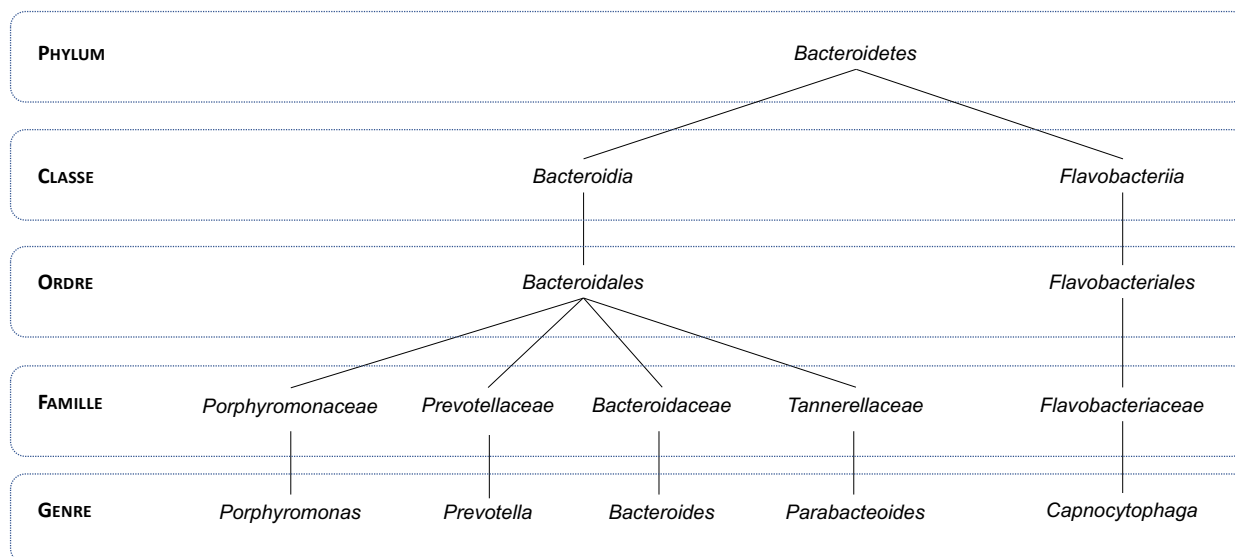 PHYLUM Bacteroidetes
CLASSE Bacteroidia Flavobacteriia
ORDRE Bacteroidales Flavobacteriales
FAMILLE Porphyromonaceae Prevotellaceae Bacteroidaceae Tannerellaceae Flavobacteriaceae
GENRE Porphyromonas Prevotella Bacteroides Parabacteoides Capnocytophaga